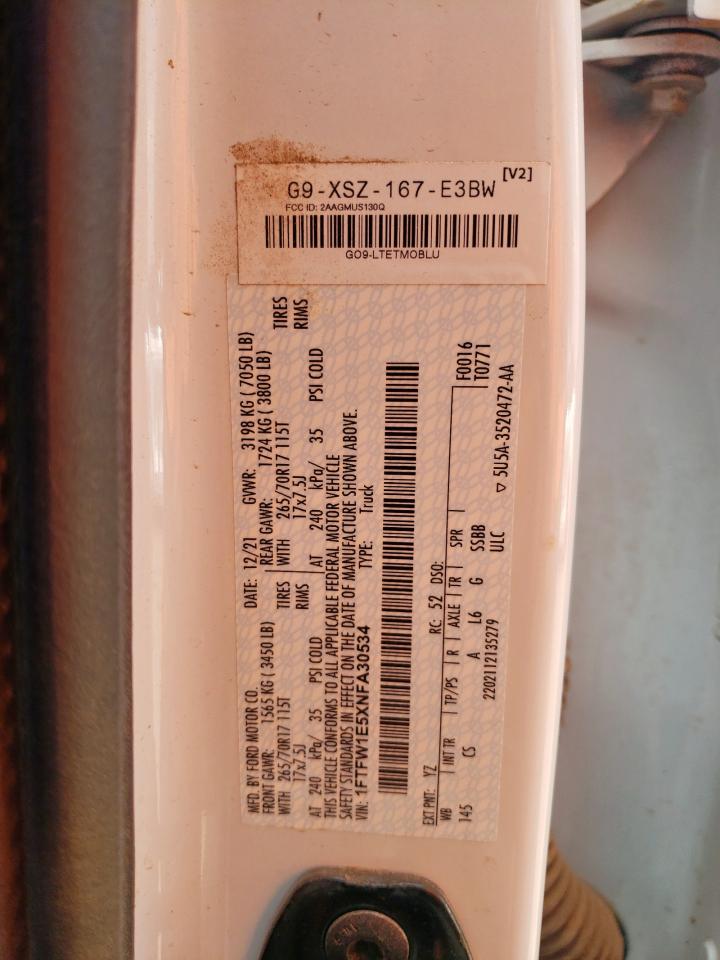 G9-XSZ-167-E3BW [V2]
FCC ID: 2AAGMUS130Q
GO9-LTETMOBLU
MFD. BY FORD MOTOR CO.
DATE: 12/21 GVWR: 3198 KG ( 7050 LB)
FRONT GAWR: 1565 KG ( 3450 LB) REAR GAWR: 1724 KG ( 3800 LB)
WITH 265/70R17 115T TIRES WITH 265/70R17 115T TIRES
17x7.5J RIMS 17x7.5J RIMS
AT 240 kPa/ 35 PSI COLD AT 240 kPa/ 35 PSI COLD
THIS VEHICLE CONFORMS TO ALL APPLICABLE FEDERAL MOTOR VEHICLE
SAFETY STANDARDS IN EFFECT ON THE DATE OF MANUFACTURE SHOWN ABOVE.
VIN: 1FTFW1E5XNFA30534 TYPE: Truck
EXT PNT: YZ RC: 52 DSO: F0016
WB INT TR TP/PS R AXLE TR SPR T0771
145 CS A L6 G SSBB
2202112135279 ULC
▽ 5U5A-3520472-AA